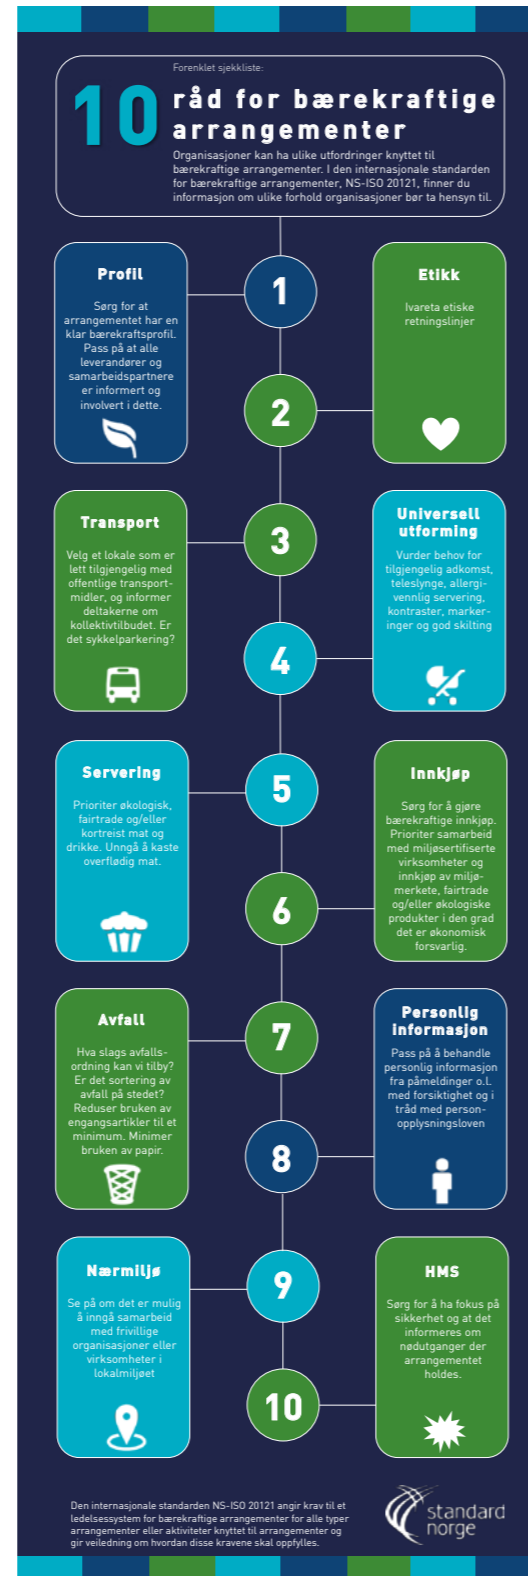 Forenklet sjekkliste:
10
råd for bærekraftige
arrangementer
Organisasjoner kan ha ulike utfordringer knyttet til
bærekraftige arrangementer. I den internasjonale standarden
for bærekraftige arrangementer, NS-ISO 20121, finner du
informasjon om ulike forhold organisasjoner bør ta hensyn til.
1
Profil
Sørg for at
arrangementet har en
klar bærekraftsprofil.
Pass på at alle
leverandører og
samarbeidspartnere
er informert og
involvert i dette.
2
Etikk
Ivareta etiske
retningslinjer
3
Transport
Velg et lokale som er
lett tilgjengelig med
offentlige transport-
midler, og informer
deltakerne om
kollektivtilbudet. Er
det sykkelparkering?
4
Universell
utforming
Vurder behov for
tilgjengelig adkomst,
teleslynge, allergi-
vennlig servering,
kontraster, marker-
inger og god skilting
5
Servering
Prioriter økologisk,
fairtrade og/eller
kortreist mat og
drikke. Unngå å kaste
overflødig mat.
6
Innkjøp
Sørg for å gjøre
bærekraftige innkjøp.
Prioriter samarbeid
med miljøsertifiserte
virksomheter og
innkjøp av miljø-
merkete, fairtrade
og/eller økologiske
produkter i den grad
det er økonomisk
forsvarlig.
7
Avfall
Hva slags avfalls-
ordning kan vi tilby?
Er det sortering av
avfall på stedet?
Reduser bruken av
engangsartikler til et
minimum. Minimer
bruken av papir.
8
Personlig
informasjon
Pass på å behandle
personlig informasjon
fra påmeldinger o.l.
med forsiktighet og i
tråd med person-
opplysningsloven
9
Nærmiljø
Se på om det er mulig
å inngå samarbeid
med frivillige
organisasjoner eller
virksomheter i
lokalmiljøet
10
HMS
Sørg for å ha fokus på
sikkerhet og at det
informeres om
nødutganger der
arrangementet
holdes.
Den internasjonale standarden NS-ISO 20121 angir krav til et
ledelsessystem for bærekraftige arrangementer for alle typer
arrangementer eller aktiviteter knyttet til arrangementer og
gir veiledning om hvordan disse kravene skal oppfylles.
standard
norge